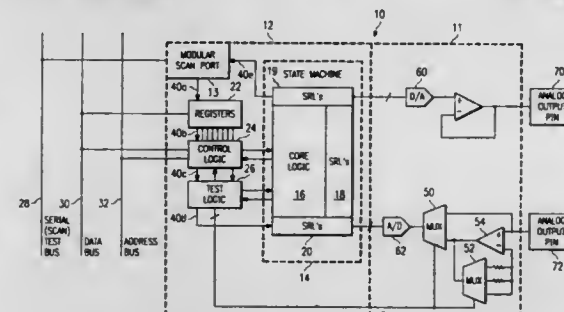 12
10
11
MODULAR
SCAN PORT
40e
19
STATE MACHINE
60
70
40a
13
22
SRL's
D/A
ANALOG
OUTPUT
PIN
REGISTERS
40b
24
CONTROL
LOGIC
CORE
LOGIC
SRL's
40c
26
TEST
LOGIC
16
18
50
28
30
32
40d
SRL's
A/D
MUX
54
ANALOG
OUTPUT
PIN
SERIAL
(SCAN)
TEST
BUS
DATA
BUS
ADDRESS
BUS
20
62
52
MUX
72
14